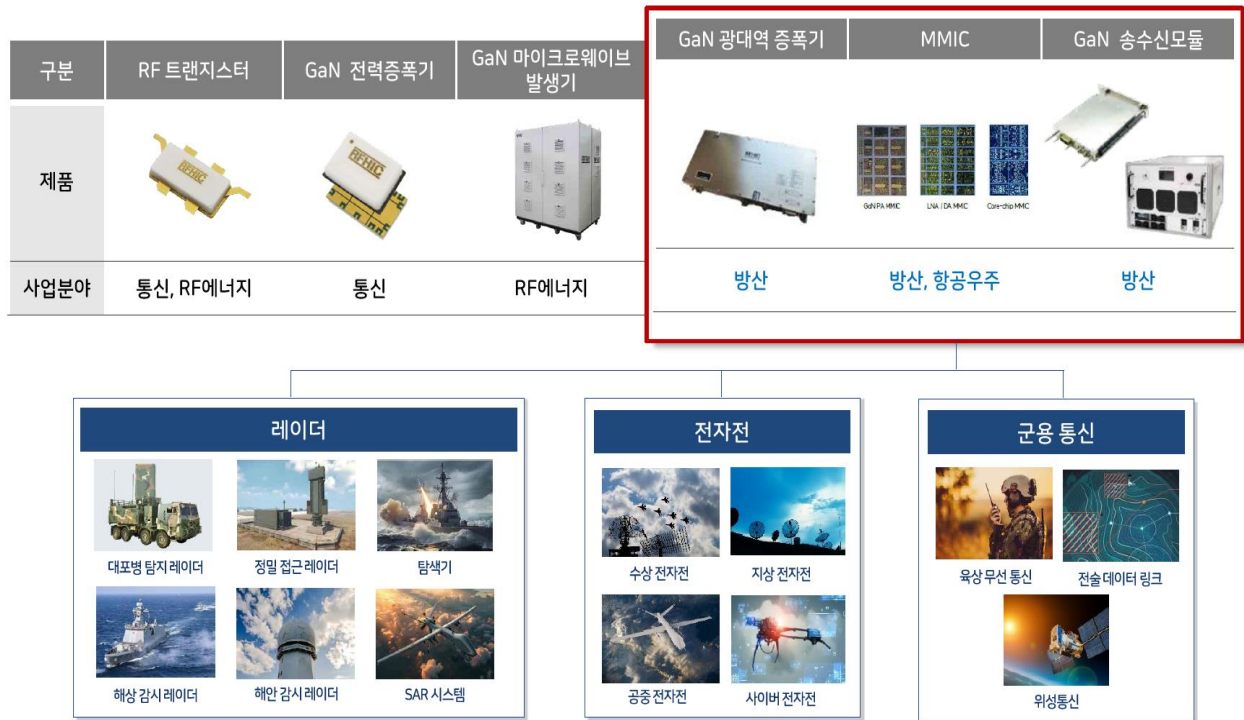 구분
RF 트랜지스터
GaN 전력증폭기
GaN 마이크로웨이브
발생기
GaN 광대역 증폭기
MMIC
GaN 송수신모듈
제품
RFHIC
RFHIC
GaN PA MMIC
LNA / DA MMIC
Core-chip MMIC
사업분야
통신, RF에너지
통신
RF에너지
방산
방산, 항공우주
방산
레이더
대포병 탐지 레이더
정밀 접근 레이더
탐색기
해상 감시 레이더
해안 감시 레이더
SAR 시스템
전자전
수상 전자전
지상 전자전
공중 전자전
사이버 전자전
군용 통신
육상 무선 통신
전술 데이터 링크
위성통신